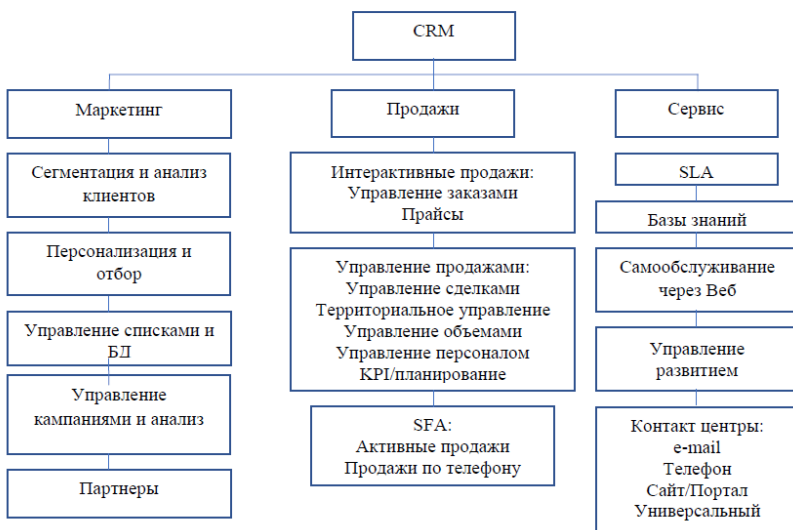 CRM
Маркетинг
Сегментация и анализ
клиентов
Персонализация и
отбор
Управление списками и
БД
Управление
кампаниями и анализ
Партнеры
Продажи
Интерактивные продажи:
Управление заказами
Прайсы
Управление продажами:
Управление сделками
Территориальное управление
Управление объемами
Управление персоналом
KPI/планирование
SFA:
Активные продажи
Продажи по телефону
Сервис
SLA
Базы знаний
Самообслуживание
через Веб
Управление
развитием
Контакт центры:
e-mail
Телефон
Сайт/Портал
Универсальный